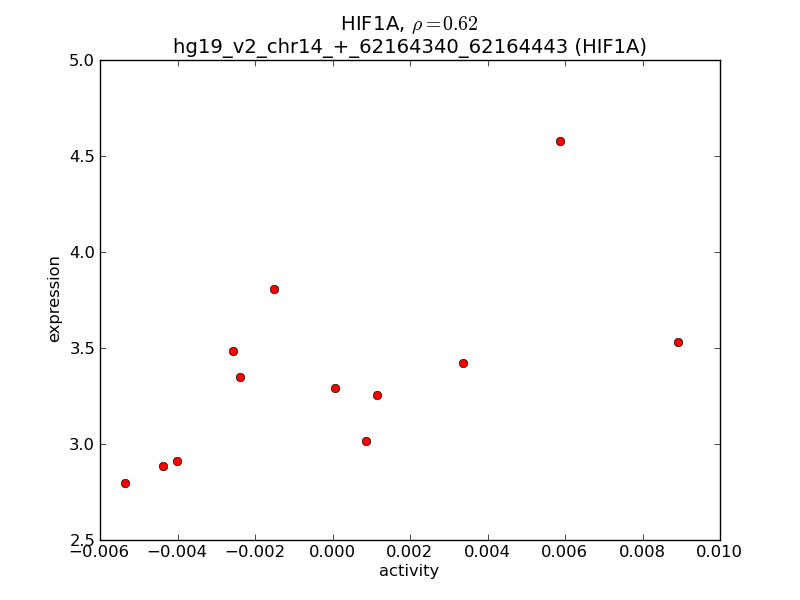 HIF1A, ρ = 0.62
hg19_v2_chr14_+_62164340_62164443 (HIF1A)
5.0
4.5
4.0
3.5
3.0
2.5
expression
−0.006 −0.004 −0.002 0.000 0.002 0.004 0.006 0.008 0.010
activity